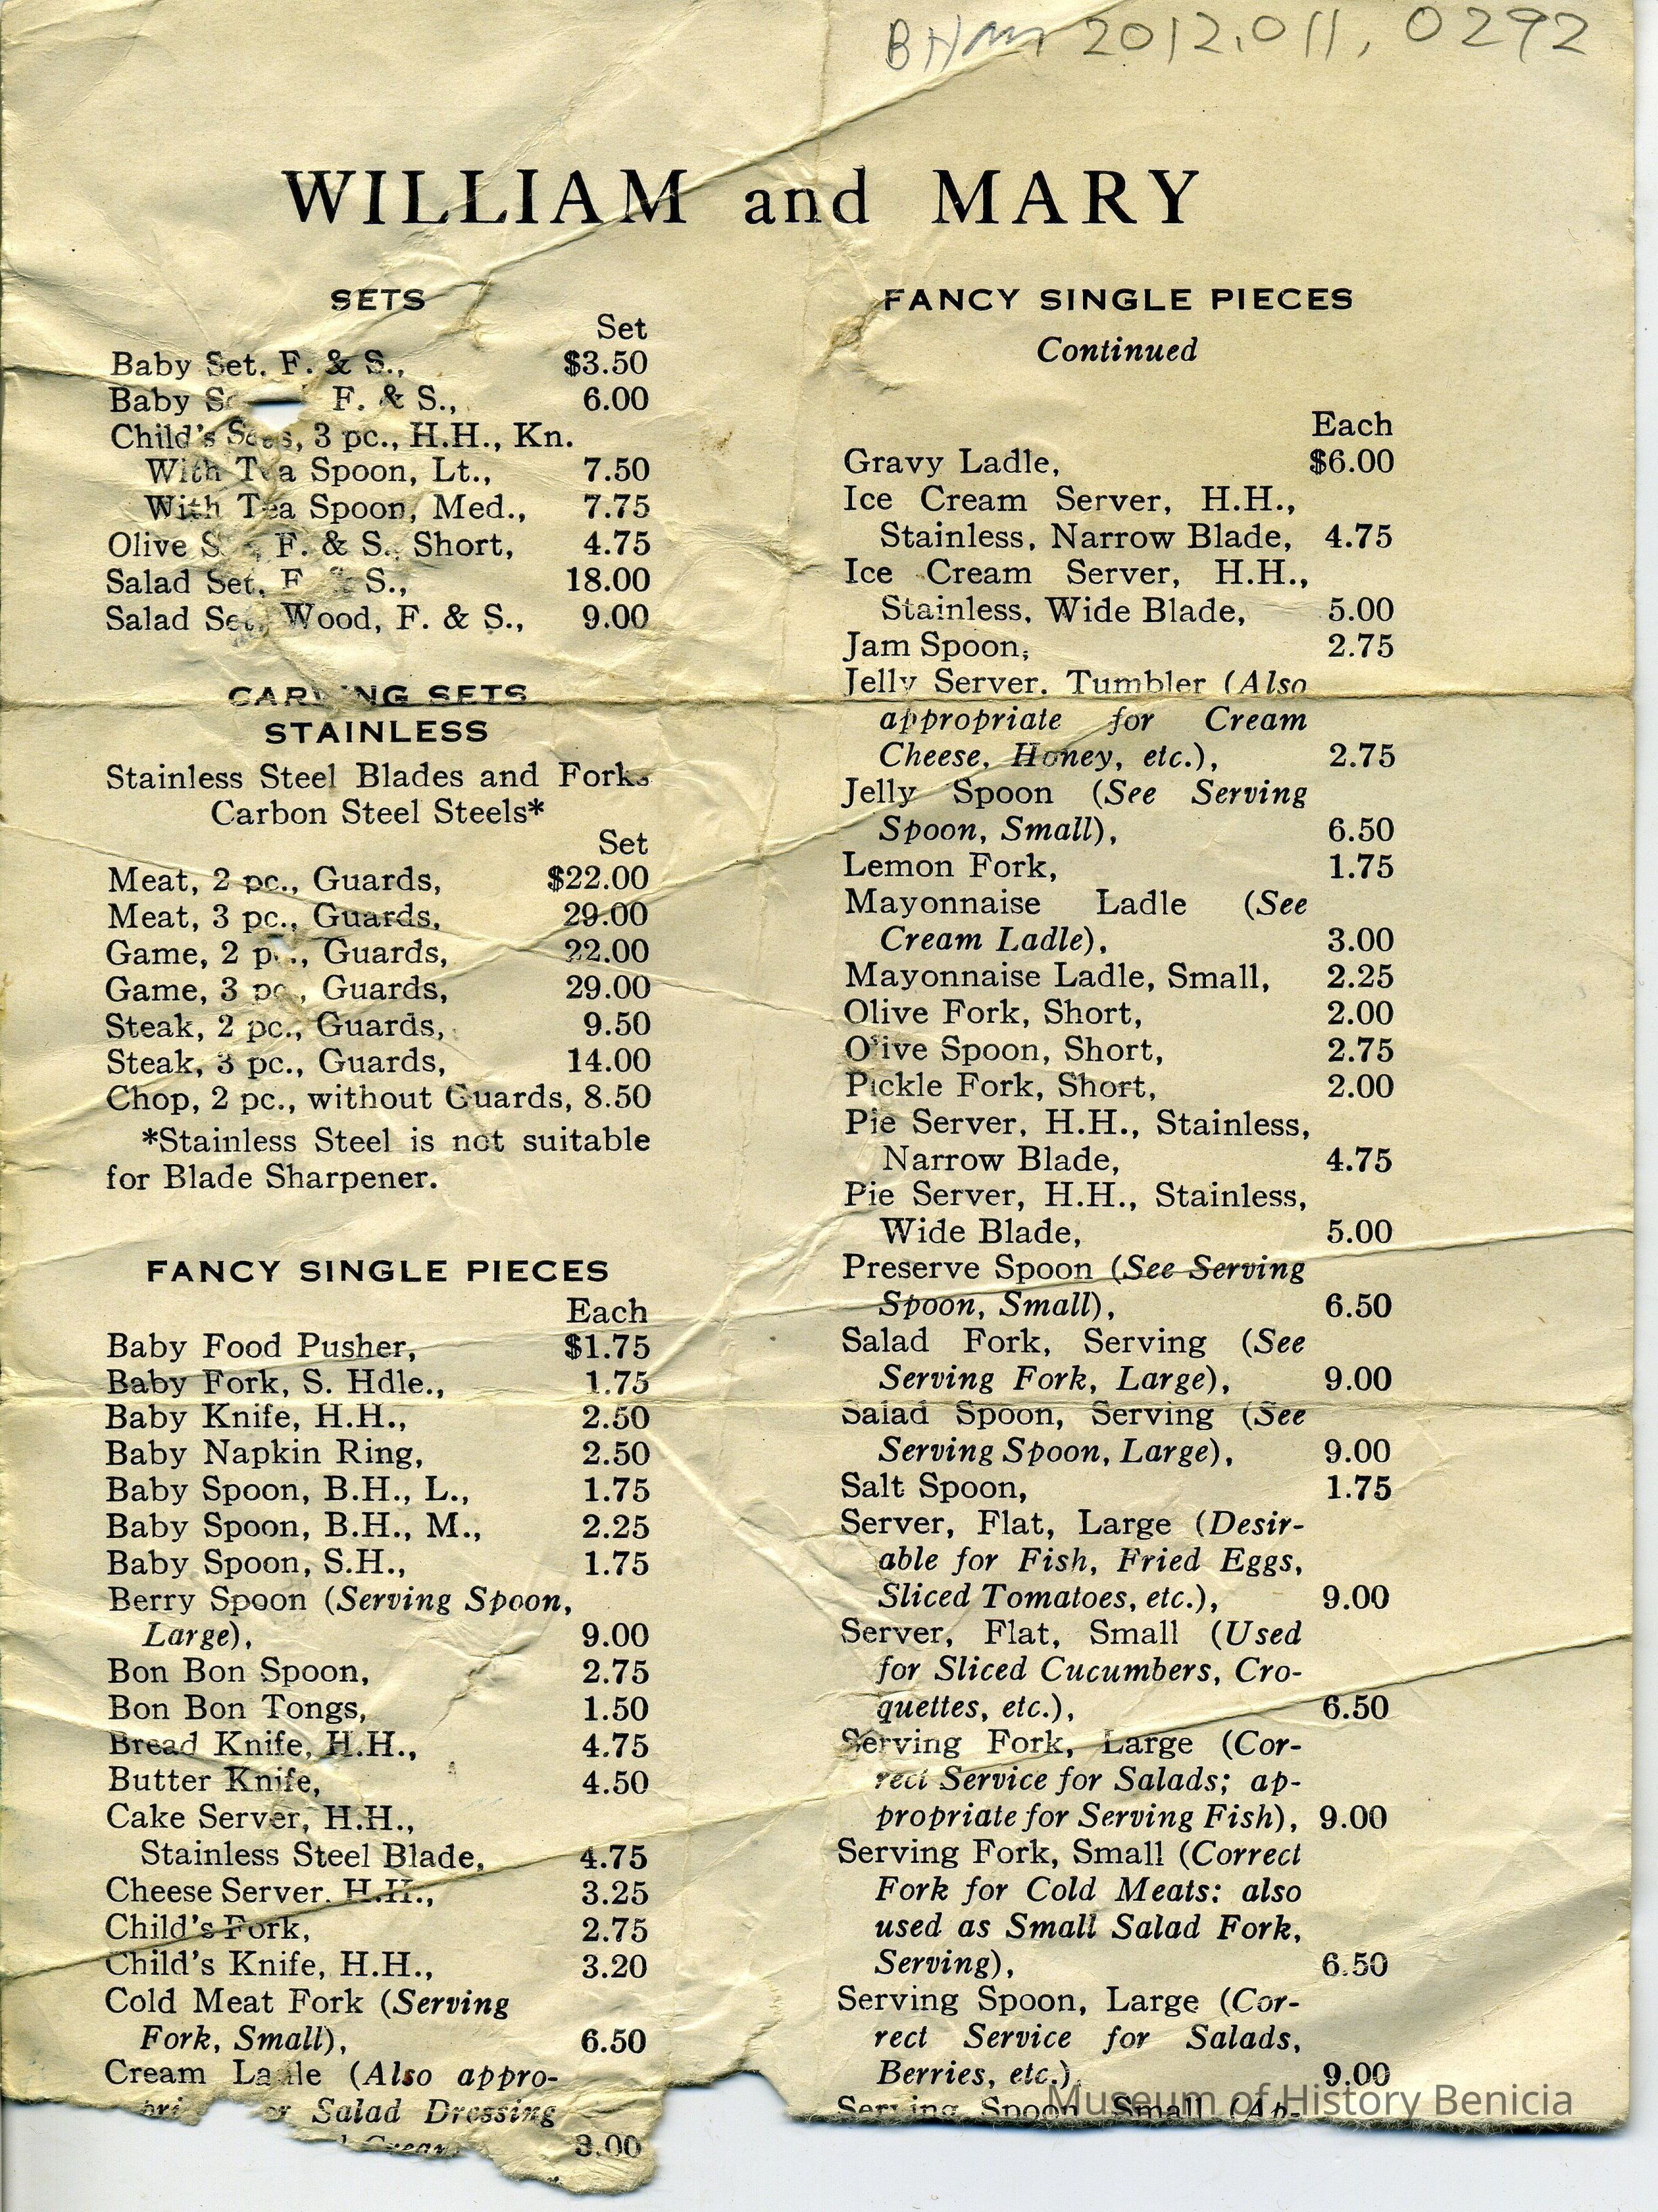 BHM 2012.011.0292
WILLIAM and MARY
SETS
Set
Baby Set, F. & S., $3.50
Baby F. & S., 6.00
Child's 3 pc., H.H., Kn.
With Tea Spoon, Lt., 7.50
With Tea Spoon, Med., 7.75
Olive F. & S., Short, 4.75
Salad Set, F. & S., 18.00
Salad Set, Wood, F. & S., 9.00
CARVING SETS
STAINLESS
Stainless Steel Blades and Forks
Carbon Steel Steels*
Set
Meat, 2 pc., Guards, $22.00
Meat, 3 pc., Guards, 29.00
Game, 2 pc., Guards, 22.00
Game, 3 pc., Guards, 29.00
Steak, 2 pc., Guards, 9.50
Steak, 3 pc., Guards, 14.00
Chop, 2 pc., without Guards, 8.50
*Stainless Steel is not suitable
for Blade Sharpener.
FANCY SINGLE PIECES
Each
Baby Food Pusher, $1.75
Baby Fork, S. Hdle., 1.75
Baby Knife, H.H., 2.50
Baby Napkin Ring, 2.50
Baby Spoon, B.H., L., 1.75
Baby Spoon, B.H., M., 2.25
Baby Spoon, S.H., 1.75
Berry Spoon (Serving Spoon,
Large), 9.00
Bon Bon Spoon, 2.75
Bon Bon Tongs, 1.50
Bread Knife, H.H., 4.75
Butter Knife, 4.50
Cake Server, H.H.,
Stainless Steel Blade, 4.75
Cheese Server, H.H., 3.25
Child's Fork, 2.75
Child's Knife, H.H., 3.20
Cold Meat Fork (Serving
Fork, Small), 6.50
Cream Ladle (Also appro-
Salad Dressing
3.00
FANCY SINGLE PIECES
Continued
Each
Gravy Ladle, $6.00
Ice Cream Server, H.H.,
Stainless, Narrow Blade, 4.75
Ice Cream Server, H.H.,
Stainless, Wide Blade, 5.00
Jam Spoon, 2.75
Jelly Server, Tumbler (Also
appropriate for Cream
Cheese, Honey, etc.), 2.75
Jelly Spoon (See Serving
Spoon, Small), 6.50
Lemon Fork, 1.75
Mayonnaise Ladle (See
Cream Ladle), 3.00
Mayonnaise Ladle, Small, 2.25
Olive Fork, Short, 2.00
Olive Spoon, Short, 2.75
Pickle Fork, Short, 2.00
Pie Server, H.H., Stainless,
Narrow Blade, 4.75
Pie Server, H.H., Stainless,
Wide Blade, 5.00
Preserve Spoon (See Serving
Spoon, Small), 6.50
Salad Fork, Serving (See
Serving Fork, Large), 9.00
Salad Spoon, Serving (See
Serving Spoon, Large), 9.00
Salt Spoon, 1.75
Server, Flat, Large (Desir-
able for Fish, Fried Eggs,
Sliced Tomatoes, etc.), 9.00
Server, Flat, Small (Used
for Sliced Cucumbers, Cro-
quettes, etc.), 6.50
Serving Fork, Large (Cor-
rect Service for Salads; ap-
propriate for Serving Fish), 9.00
Serving Fork, Small (Correct
Fork for Cold Meats; also
used as Small Salad Fork,
Serving), 6.50
Serving Spoon, Large (Cor-
rect Service for Salads,
Berries, etc.), 9.00
Serving Spoon, Small (Ap-
Museum of History Benicia